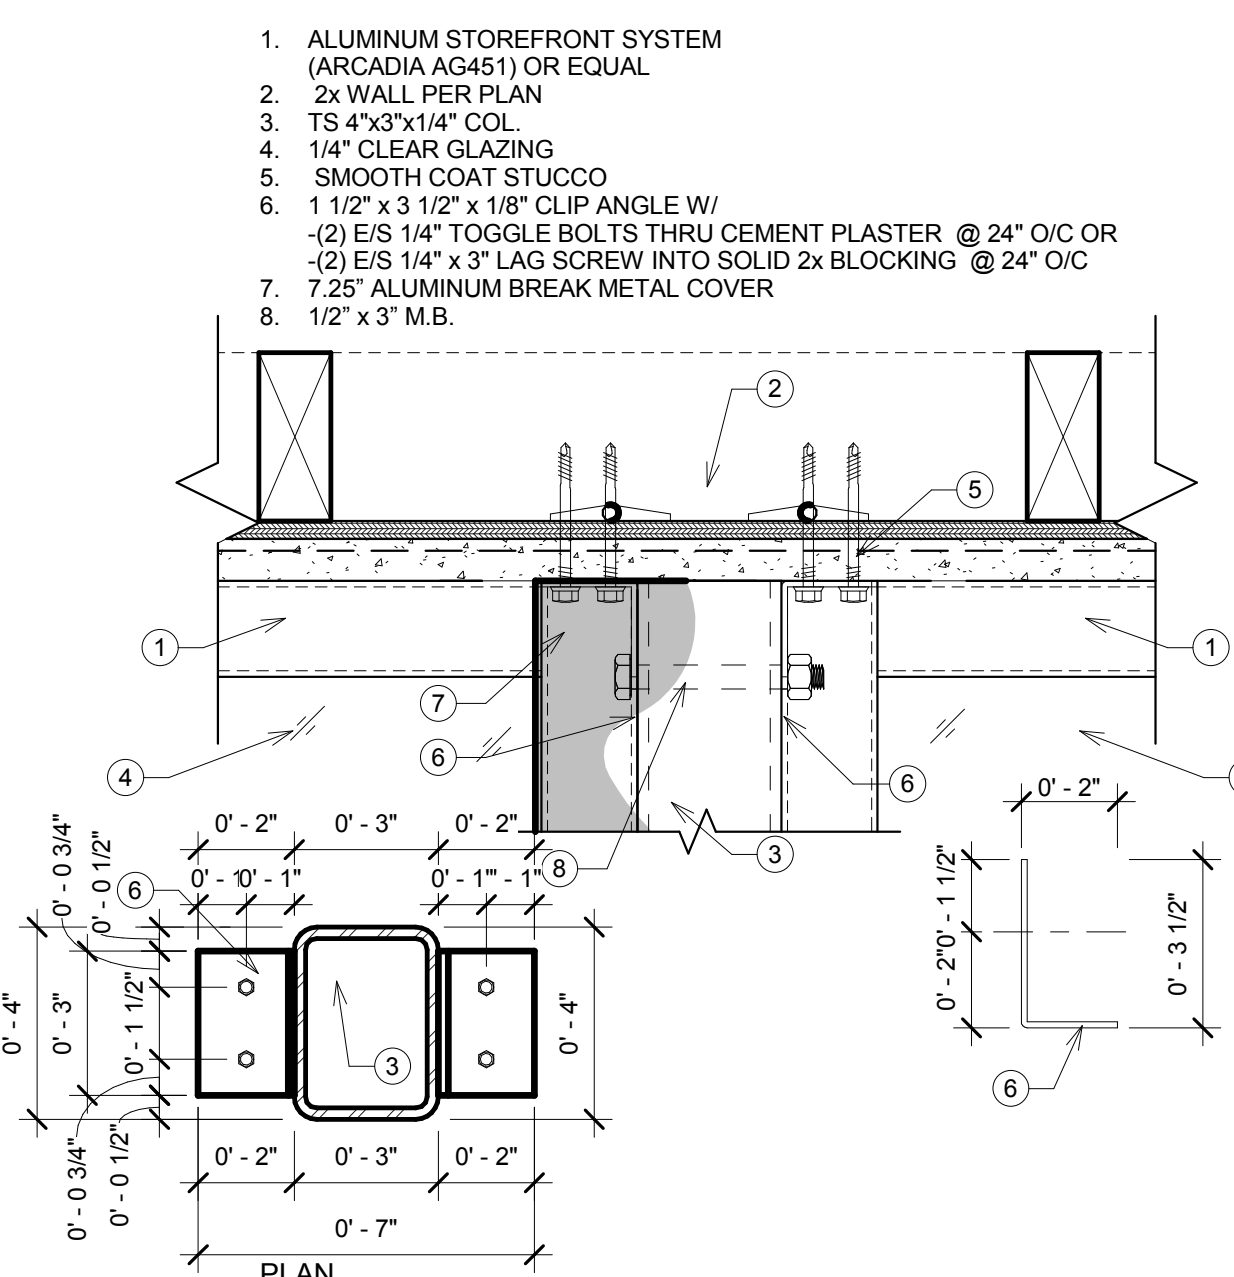 1. ALUMINUM STOREFRONT SYSTEM
(ARCADIA AG451) OR EQUAL
2. 2x WALL PER PLAN
3. TS 4"x3"x1/4" COL.
4. 1/4" CLEAR GLAZING
5. SMOOTH COAT STUCCO
6. 1 1/2" x 3 1/2" x 1/8" CLIP ANGLE W/
-(2) E/S 1/4" TOGGLE BOLTS THRU CEMENT PLASTER @ 24" O/C OR
-(2) E/S 1/4" x 3" LAG SCREW INTO SOLID 2x BLOCKING @ 24" O/C
7. 7.25” ALUMINUM BREAK METAL COVER
8. 1/2” x 3” M.B.
2
5
1
1
7
6
4
6
3
8
0' - 2"
0' - 3"
0' - 2"
0' - 1"
0' - 1"
6
0' - 0 3/4"
0' - 0 1/2"
0' - 4"
0' - 3"
0' - 1 1/2"
3
0' - 4"
0' - 0 3/4"
0' - 0 1/2"
0' - 2"
0' - 3"
0' - 2"
0' - 7"
PLAN
0' - 2"
0' - 1 1/2"
0' - 2"
0' - 3 1/2"
6